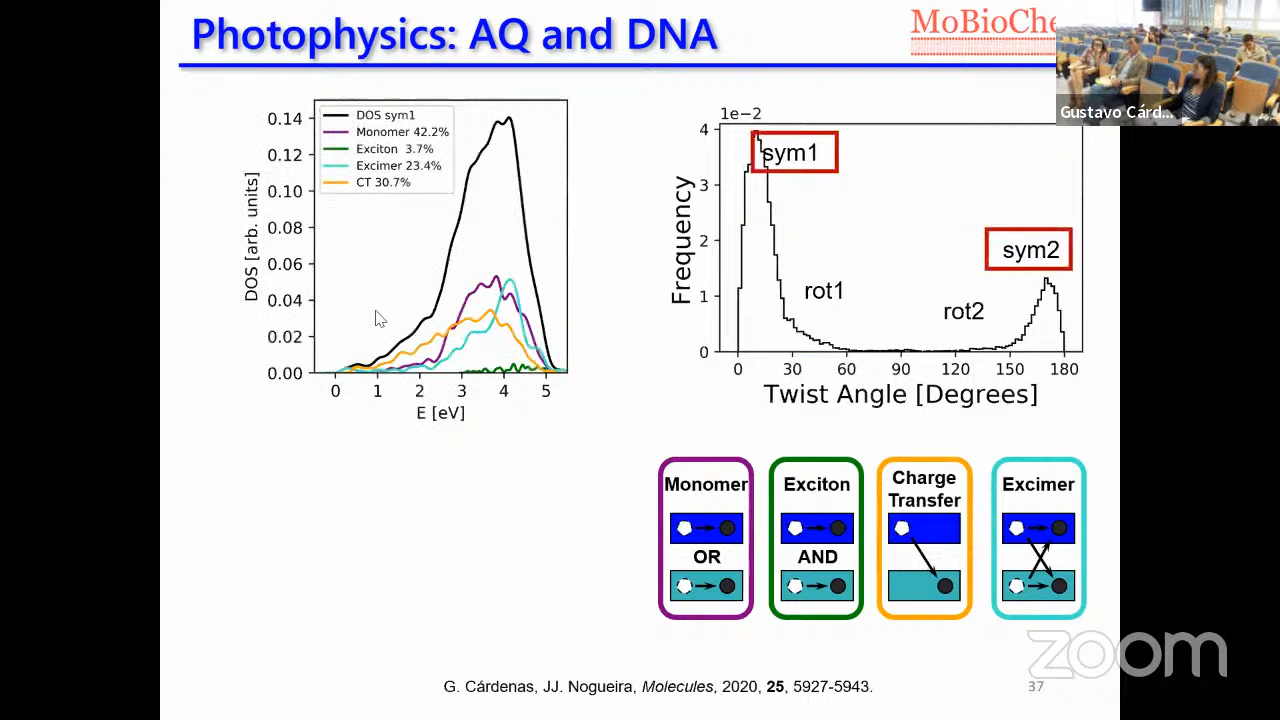 Photophysics: AQ and DNA
MoBioChe
Gustavo Cárd...
DOS sym1
Monomer 42.2%
Exciton 3.7%
Excimer 23.4%
CT 30.7%
0.14
0.12
0.10
0.08
0.06
0.04
0.02
0.00
DOS [arb. units]
0 1 2 3 4 5
E [eV]
1e-2
4
3
2
1
0
Frequency
sym1
sym2
rot1
rot2
0 30 60 90 120 150 180
Twist Angle [Degrees]
Monomer
OR
Exciton
AND
Charge
Transfer
Excimer
zoom
G. Cárdenas, JJ. Nogueira, Molecules, 2020, 25, 5927-5943.
37